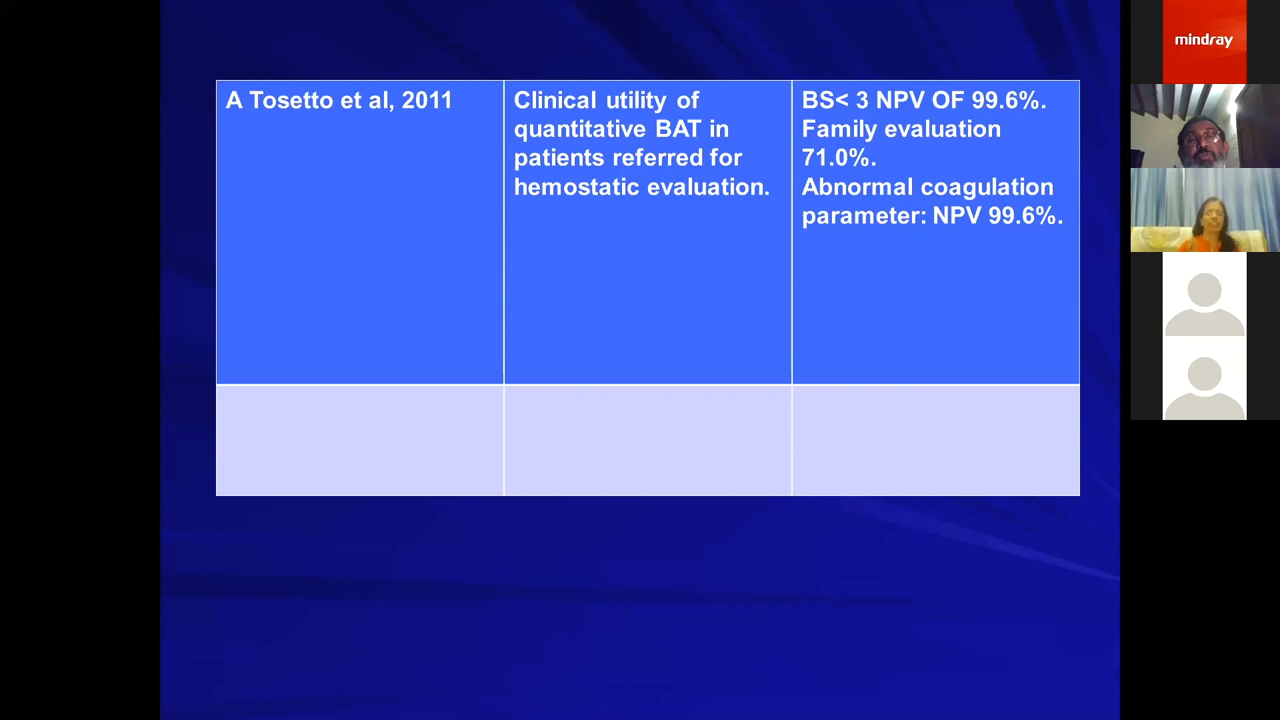 A Tosetto et al, 2011
Clinical utility of
quantitative BAT in
patients referred for
hemostatic evaluation.
BS< 3 NPV OF 99.6%.
Family evaluation
71.0%.
Abnormal coagulation
parameter: NPV 99.6%.
mindray